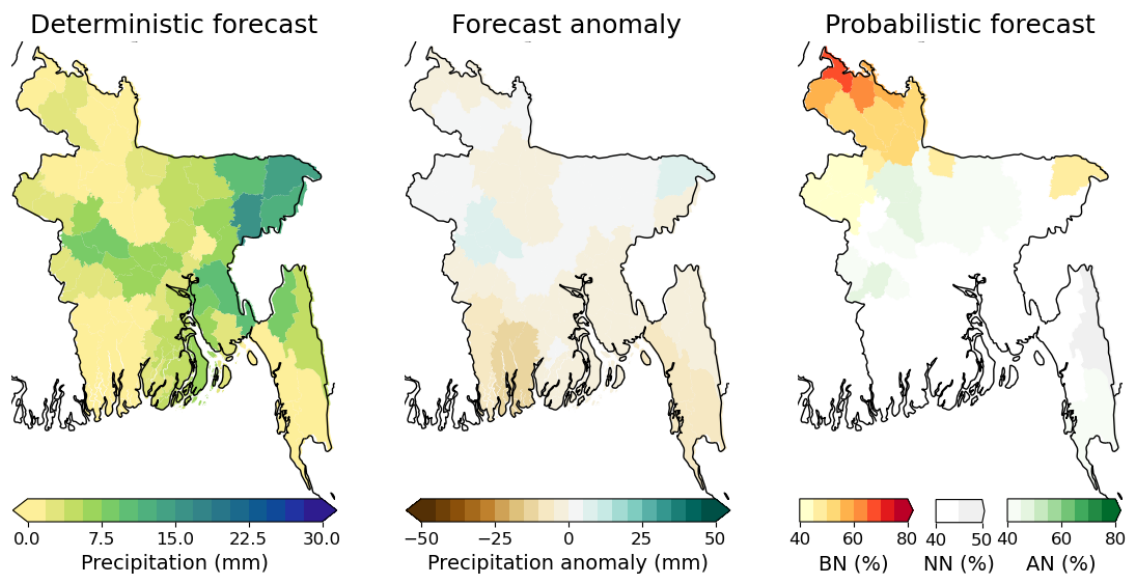 Deterministic forecast
Forecast anomaly
Probabilistic forecast
0.0 7.5 15.0 22.5 30.0
Precipitation (mm)
−50 −25 0 25 50
Precipitation anomaly (mm)
40 60 80
BN (%)
40 50
NN (%)
40 60 80
AN (%)